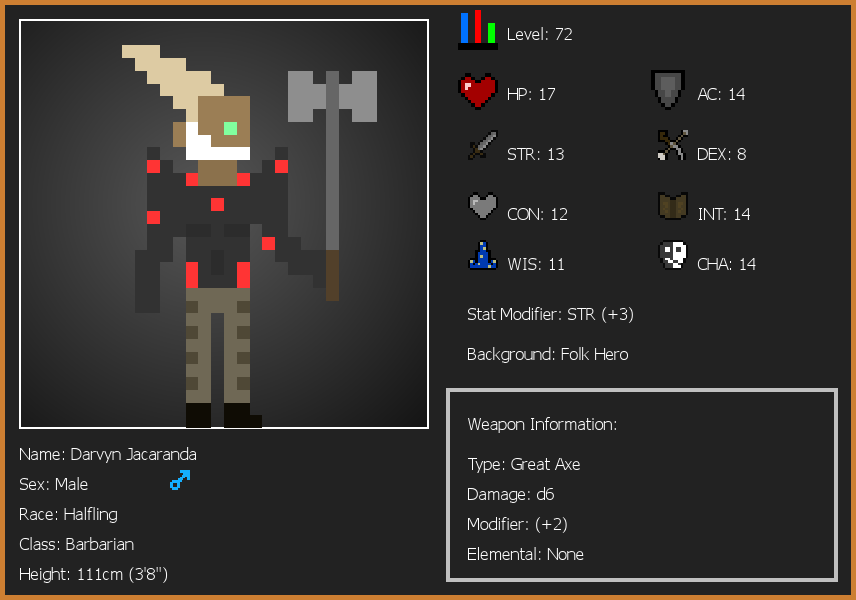 Level: 72
HP: 17
AC: 14
STR: 13
DEX: 8
CON: 12
INT: 14
WIS: 11
CHA: 14
Stat Modifier: STR (+3)
Background: Folk Hero
Weapon Information:
Type: Great Axe
Damage: d6
Modifier: (+2)
Elemental: None
Name: Darvyn Jacaranda
Sex: Male
Race: Halfling
Class: Barbarian
Height: 111cm (3'8")